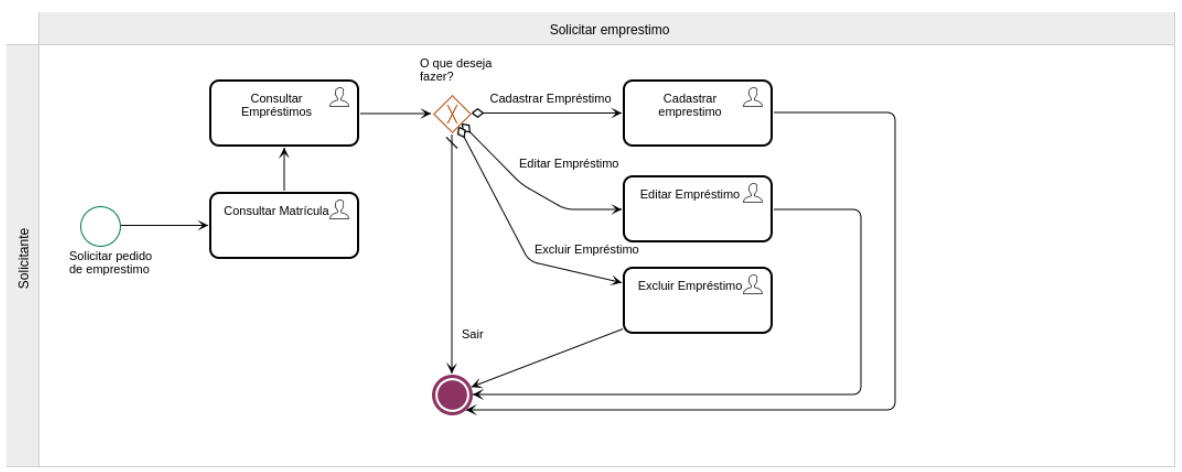 Solicitar emprestimo
Solicitante
Solicitar pedido
de emprestimo
Consultar Matrícula
Consultar
Empréstimos
O que deseja
fazer?
Cadastrar Empréstimo
Cadastrar
emprestimo
Editar Empréstimo
Editar Empréstimo
Excluir Empréstimo
Excluir Empréstimo
Sair